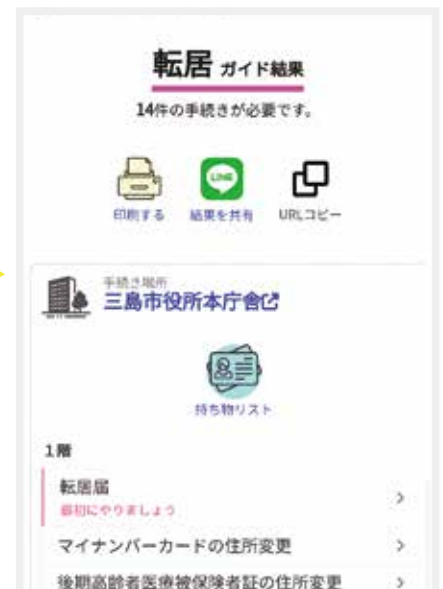 転居 ガイド結果
14件の手続きが必要です。
LINE
印刷する 結果を共有 URLコピー
手続き場所
三島市役所本庁舎
持ち物リスト
1階
転居届
最初にやりましょう
マイナンバーカードの住所変更
後期高齢者医療被保険者証の住所変更